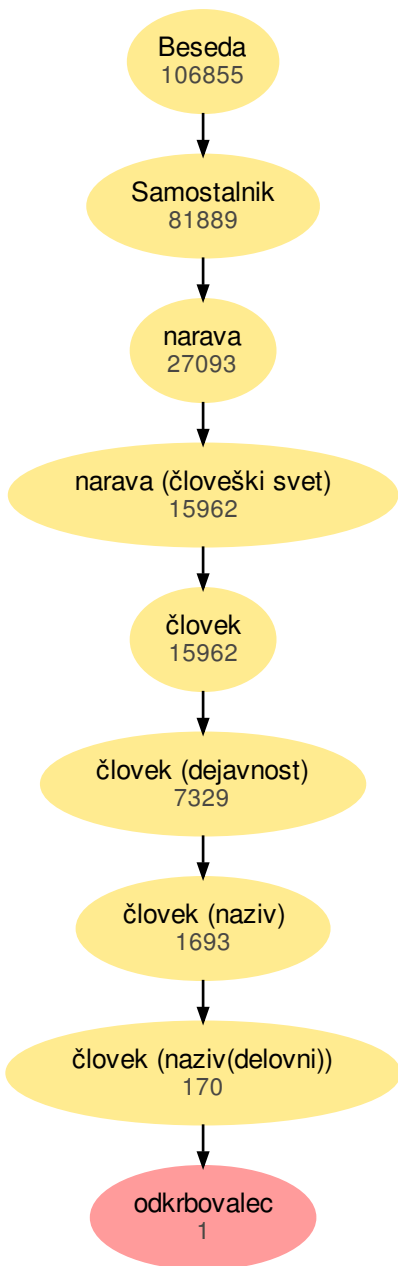 Beseda
106855
Samostalnik
81889
narava
27093
narava (človeški svet)
15962
človek
15962
človek (dejavnost)
7329
človek (naziv)
1693
človek (naziv(delovni))
170
odkrbovalec
1